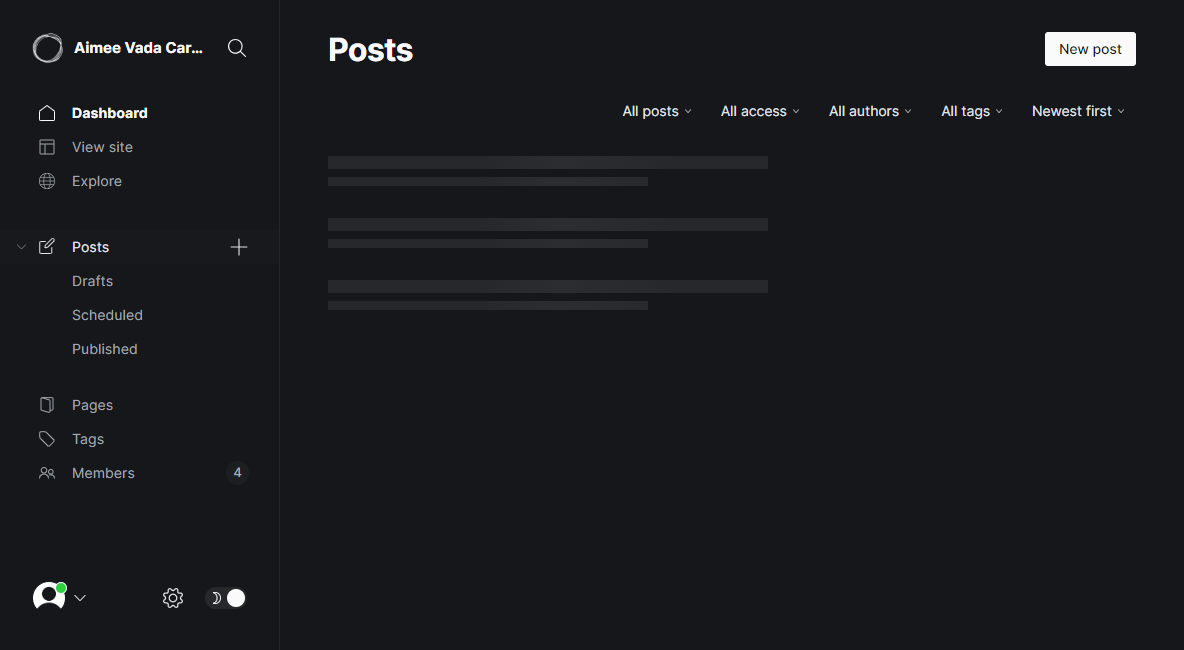 Aimee Vada Car...
Dashboard
View site
Explore
Posts
Drafts
Scheduled
Published
Pages
Tags
Members 4
Posts
New post
All posts All access All authors All tags Newest first